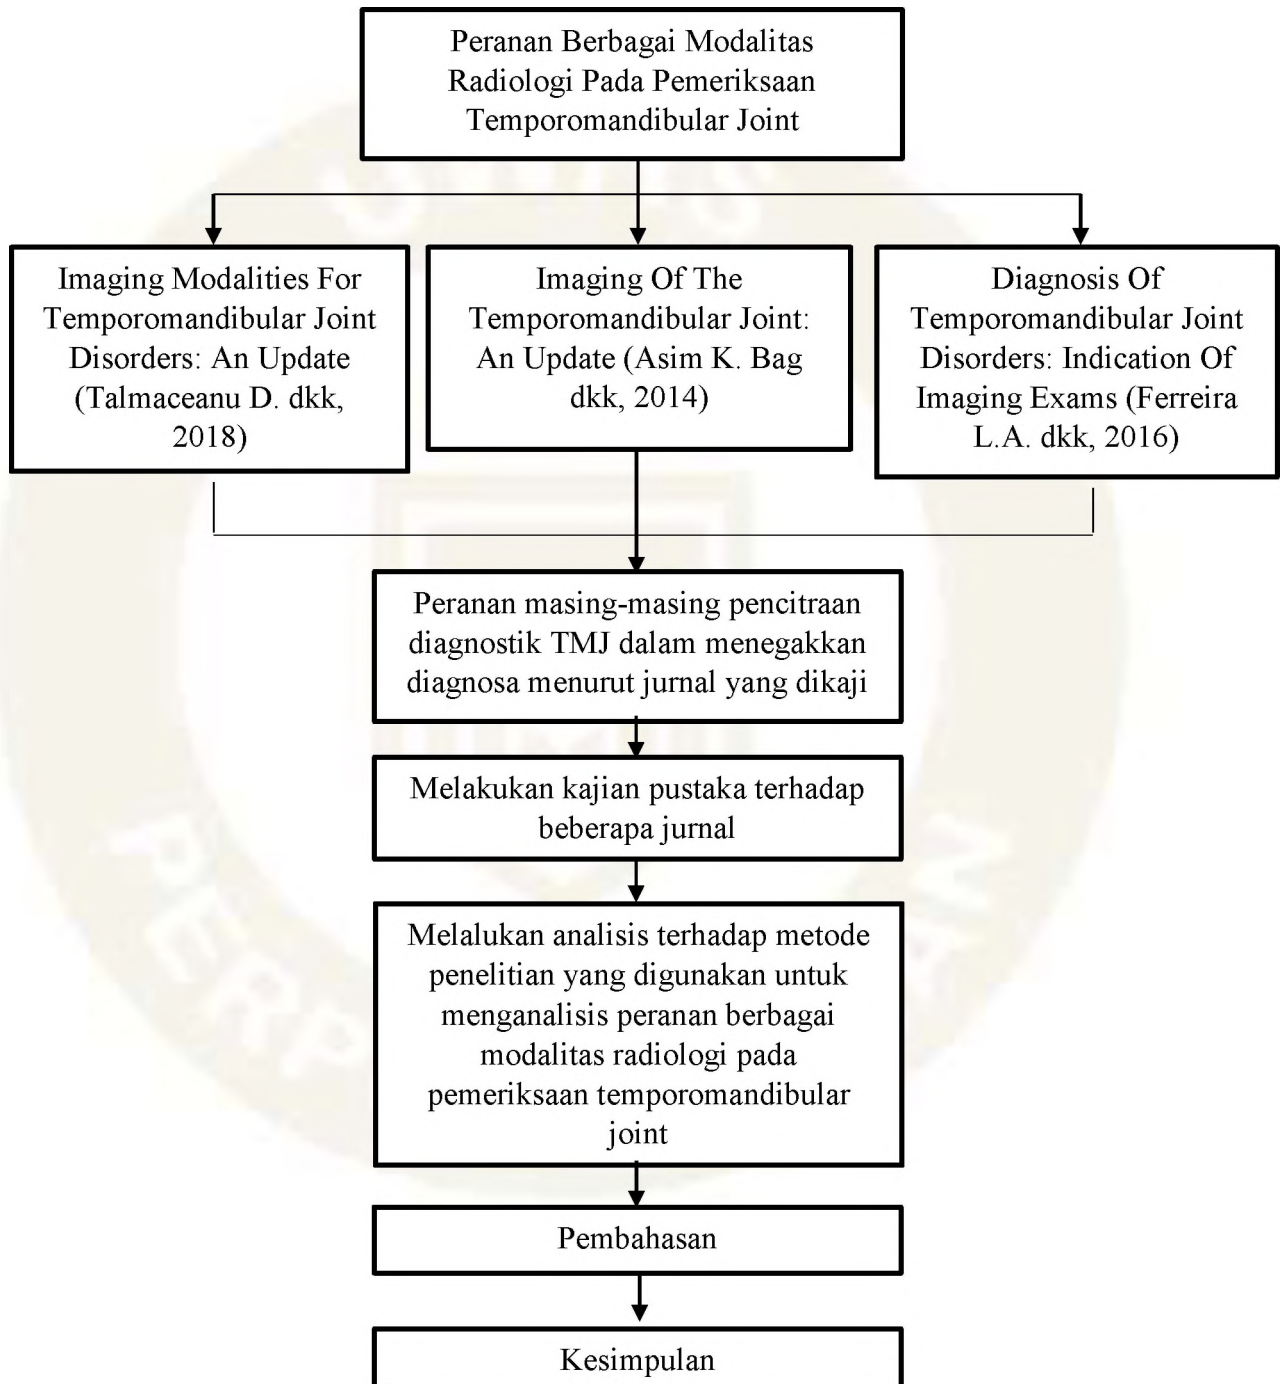 Peranan Berbagai Modalitas
Radiologi Pada Pemeriksaan
Temporomandibular Joint
Imaging Modalities For
Temporomandibular Joint
Disorders: An Update
(Talmaceanu D. dkk,
2018)
Imaging Of The
Temporomandibular Joint:
An Update (Asim K. Bag
dkk, 2014)
Diagnosis Of
Temporomandibular Joint
Disorders: Indication Of
Imaging Exams (Ferreira
L.A. dkk, 2016)
Peranan masing-masing pencitraan
diagnostik TMJ dalam menegakkan
diagnosa menurut jurnal yang dikaji
Melakukan kajian pustaka terhadap
beberapa jurnal
Melalukan analisis terhadap metode
penelitian yang digunakan untuk
menganalisis peranan berbagai
modalitas radiologi pada
pemeriksaan temporomandibular
joint
Pembahasan
Kesimpulan